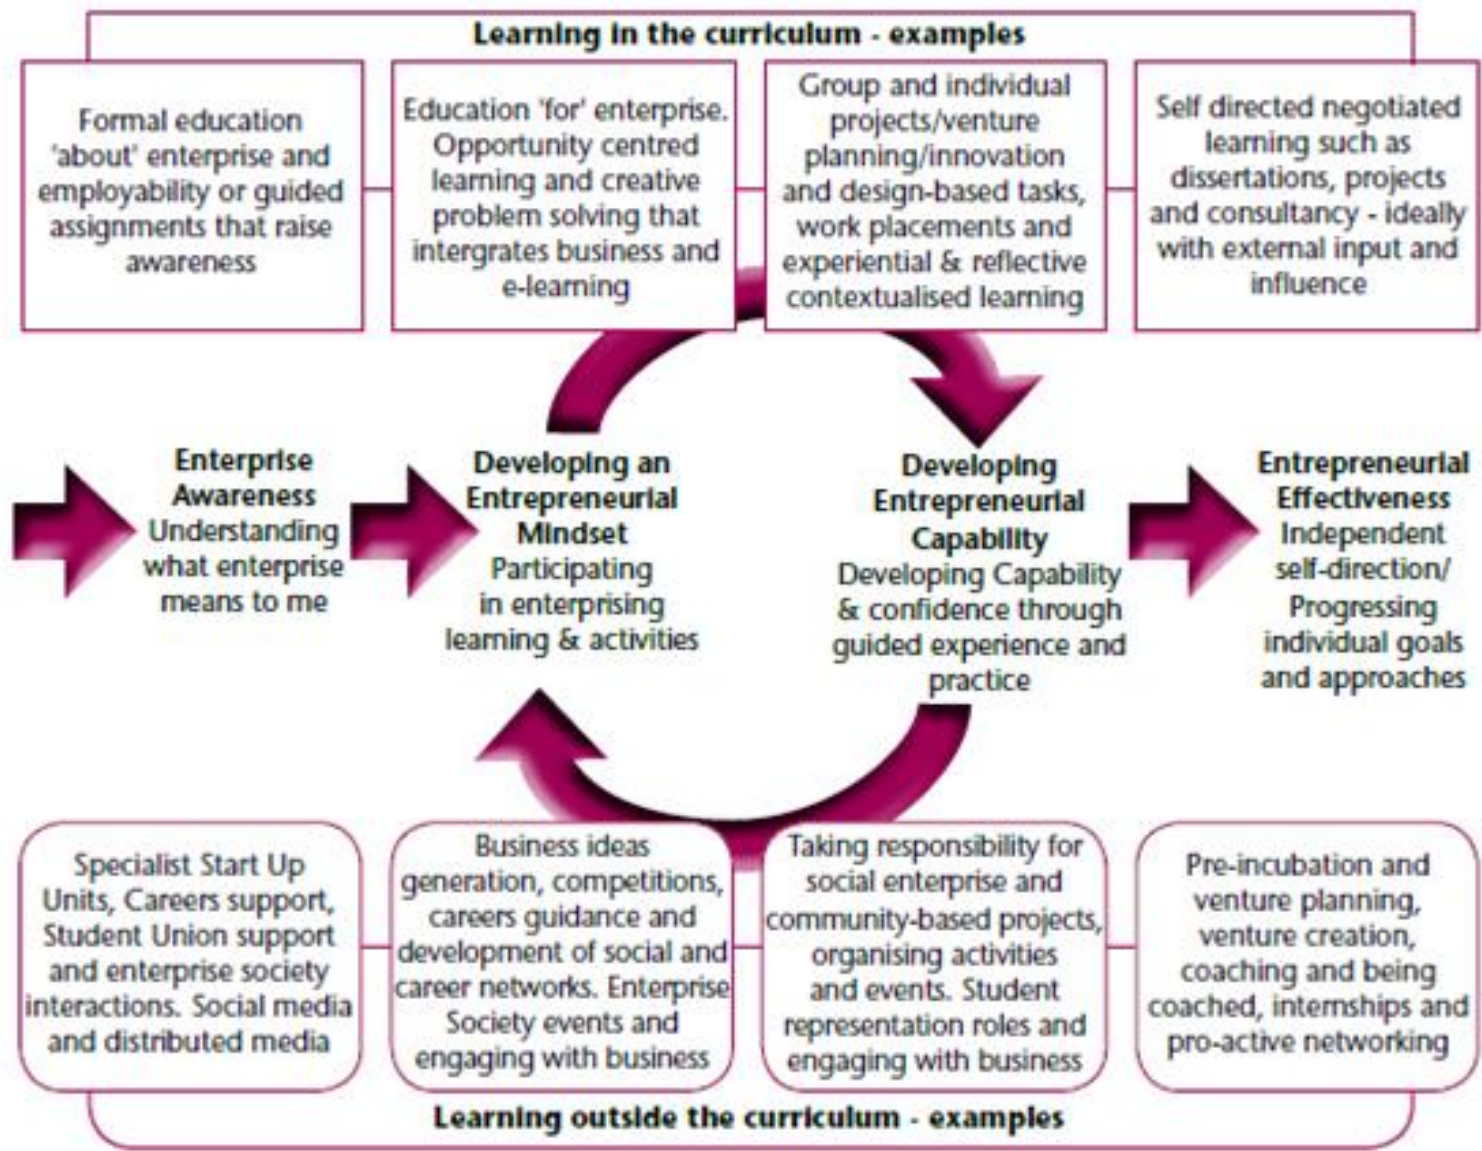 Learning in the curriculum - examples
Formal education
'about' enterprise and
employability or guided
assignments that raise
awareness
Education 'for' enterprise.
Opportunity centred
learning and creative
problem solving that
intergrates business and
e-learning
Group and individual
projects/venture
planning/innovation
and design-based tasks,
work placements and
experiential & reflective
contextualised learning
Self directed negotiated
learning such as
dissertations, projects
and consultancy - ideally
with external input and
influence
Enterprise
Awareness
Understanding
what enterprise
means to me
Developing an
Entrepreneurial
Mindset
Participating
in enterprising
learning & activities
Developing
Entrepreneurial
Capability
Developing Capability
& confidence through
guided experience and
practice
Entrepreneurial
Effectiveness
Independent
self-direction/
Progressing
individual goals
and approaches
Specialist Start Up
Units, Careers support,
Student Union support
and enterprise society
interactions. Social media
and distributed media
Business ideas
generation, competitions,
careers guidance and
development of social and
career networks. Enterprise
Society events and
engaging with business
Taking responsibility for
social enterprise and
community-based projects,
organising activities
and events. Student
representation roles and
engaging with business
Pre-incubation and
venture planning,
venture creation,
coaching and being
coached, internships and
pro-active networking
Learning outside the curriculum - examples